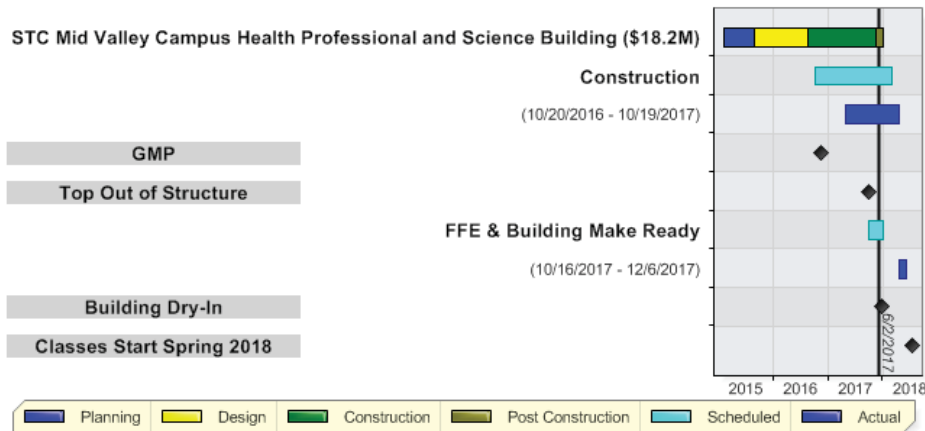 STC Mid Valley Campus Health Professional and Science Building ($18.2M)
Construction
(10/20/2016 - 10/19/2017)
GMP
Top Out of Structure
FFE & Building Make Ready
(10/16/2017 - 12/6/2017)
Building Dry-In
Classes Start Spring 2018
6/2/2017
2015 2016 2017 2018
Planning Design Construction Post Construction Scheduled Actual